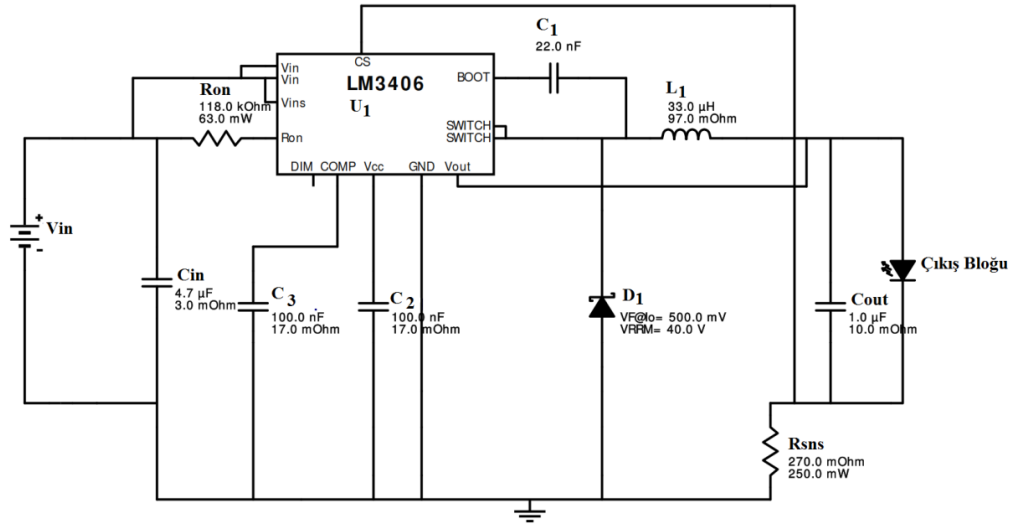 C1
22.0 nF
CS
Vin
Vin
LM3406
BOOT
Ron
118.0 kOhm
63.0 mW
Vins
U1
L1
33.0 µH
97.0 mOhm
SWITCH
SWITCH
Ron
DIM COMP Vcc GND Vout
+
Vin
-
Cin
4.7 µF
3.0 mOhm
C3
100.0 nF
17.0 mOhm
C2
100.0 nF
17.0 mOhm
D1
VF@Io= 500.0 mV
VRRM= 40.0 V
Çıkış Bloğu
Cout
1.0 µF
10.0 mOhm
Rsns
270.0 mOhm
250.0 mW